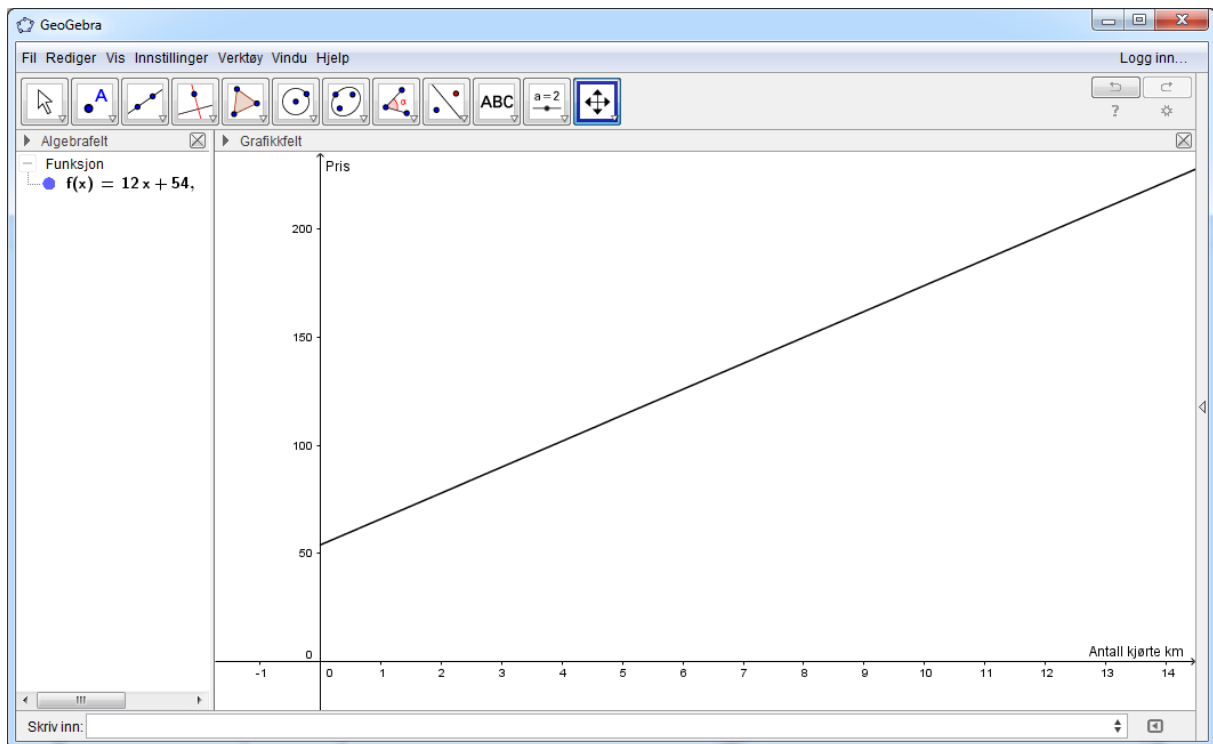 GeoGebra
Fil Rediger Vis Innstillinger Verktøy Vindu Hjelp Logg inn...
A α ABC a=2 ?
Algebrafelt Grafikkfelt
Funksjon
f(x) = 12 x + 54,
Pris
200
150
100
50
0
Antall kjørte km
-1 0 1 2 3 4 5 6 7 8 9 10 11 12 13 14
Skriv inn: